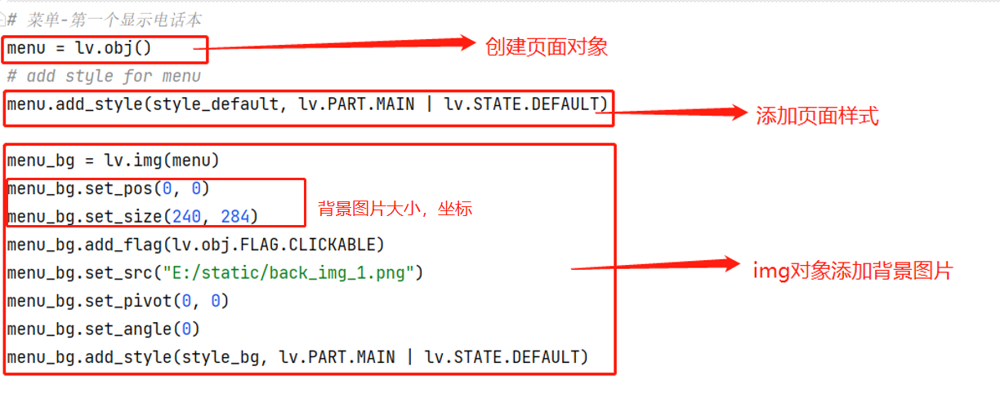 # 菜单-第一个显示电话本
menu = lv.obj()
创建页面对象
# add style for menu
menu.add_style(style_default, lv.PART.MAIN | lv.STATE.DEFAULT)
添加页面样式
menu_bg = lv.img(menu)
menu_bg.set_pos(0, 0)
menu_bg.set_size(240, 284)
背景图片大小，坐标
menu_bg.add_flag(lv.obj.FLAG.CLICKABLE)
menu_bg.set_src("E:/static/back_img_1.png")
img对象添加背景图片
menu_bg.set_pivot(0, 0)
menu_bg.set_angle(0)
menu_bg.add_style(style_bg, lv.PART.MAIN | lv.STATE.DEFAULT)